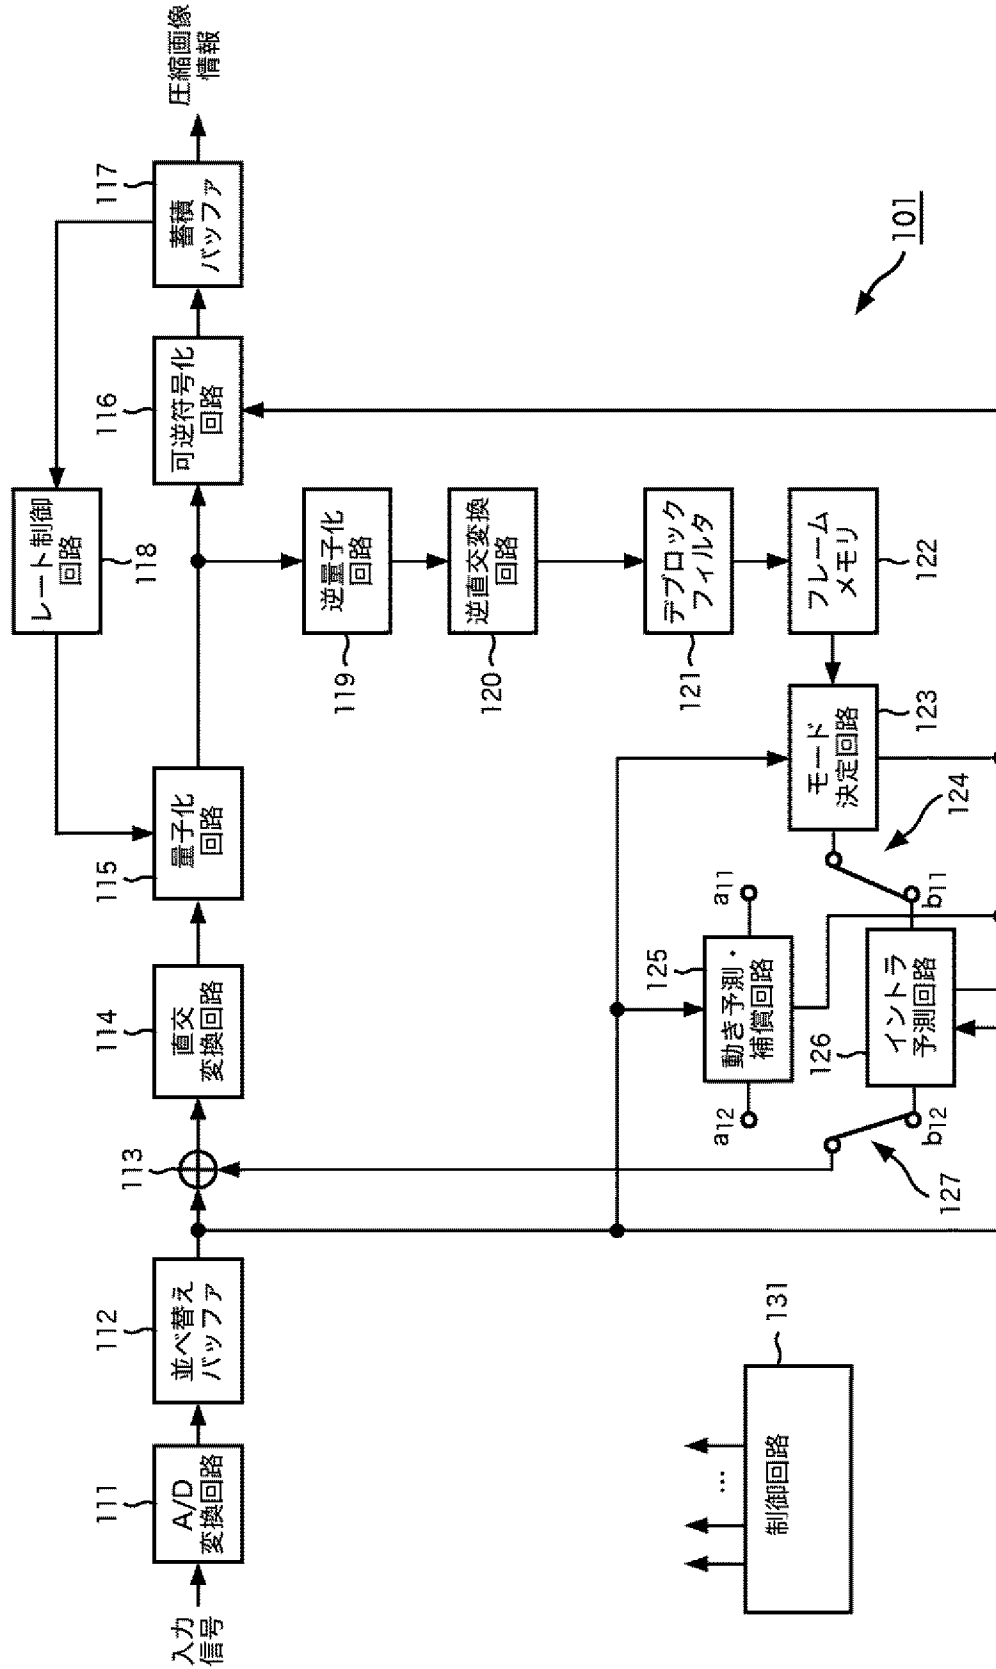 入力
信号
111
A/D
変換回路
112
並べ替え
バッファ
113
114
直交
変換回路
115
量子化
回路
レート制御
回路
118
116
可逆符号化
回路
117
蓄積
バッファ
圧縮画像
情報
119
逆量子化
回路
120
逆直交変換
回路
121
デブロック
フィルタ
フレーム
メモリ
122
モード
決定回路
123
124
a11
b11
125
動き予測・
補償回路
126
イントラ
予測回路
a12
b12
127
131
…
制御回路
101